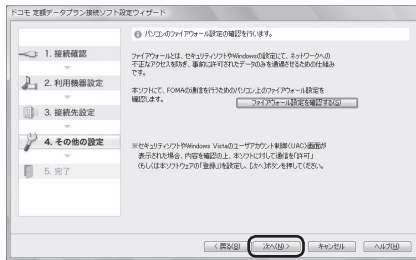 ドコモ 定額データプラン接続ソフト設定ウィザード
パソコンのファイアウォール設定の確認を行います。
1. 接続確認
2. 利用機器設定
3. 接続先設定
4. その他の設定
5. 完了
ファイアウォールとは、セキュリティソフトやWindowsの設定にて、ネットワークへの
不正なアクセスを防ぎ、事前に許可されたデータのみを通過させるための仕組み
です。
本ソフトにて、FOMAの通信を行うためのパソコン上のファイアウォール設定を
確認します。
ファイアウォール設定を確認する(S)
※セキュリティソフトやWindows Vistaのユーザアカウント制御(UAC)画面が
表示された場合、内容を確認の上、本ソフトに対して通信を「許可」
(もしくは本ソフトウェアの「登録」)を設定し、[次へ]ボタンを押してください。
< 戻る(B)
次へ(N) >
キャンセル
ヘルプ(H)